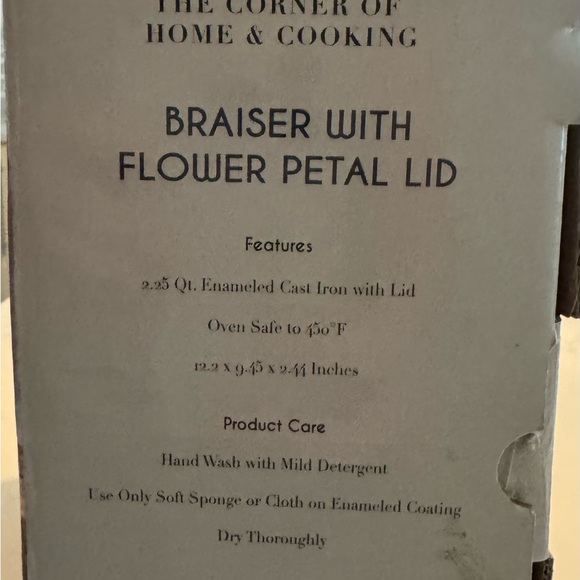 THE CORNER OF
HOME & COOKING
BRAISER WITH
FLOWER PETAL LID
Features
2.25 Qt. Enameled Cast Iron with Lid
Oven Safe to 450°F
12.2 x 9.45 x 2.44 Inches
Product Care
Hand Wash with Mild Detergent
Use Only Soft Sponge or Cloth on Enameled Coating
Dry Thoroughly